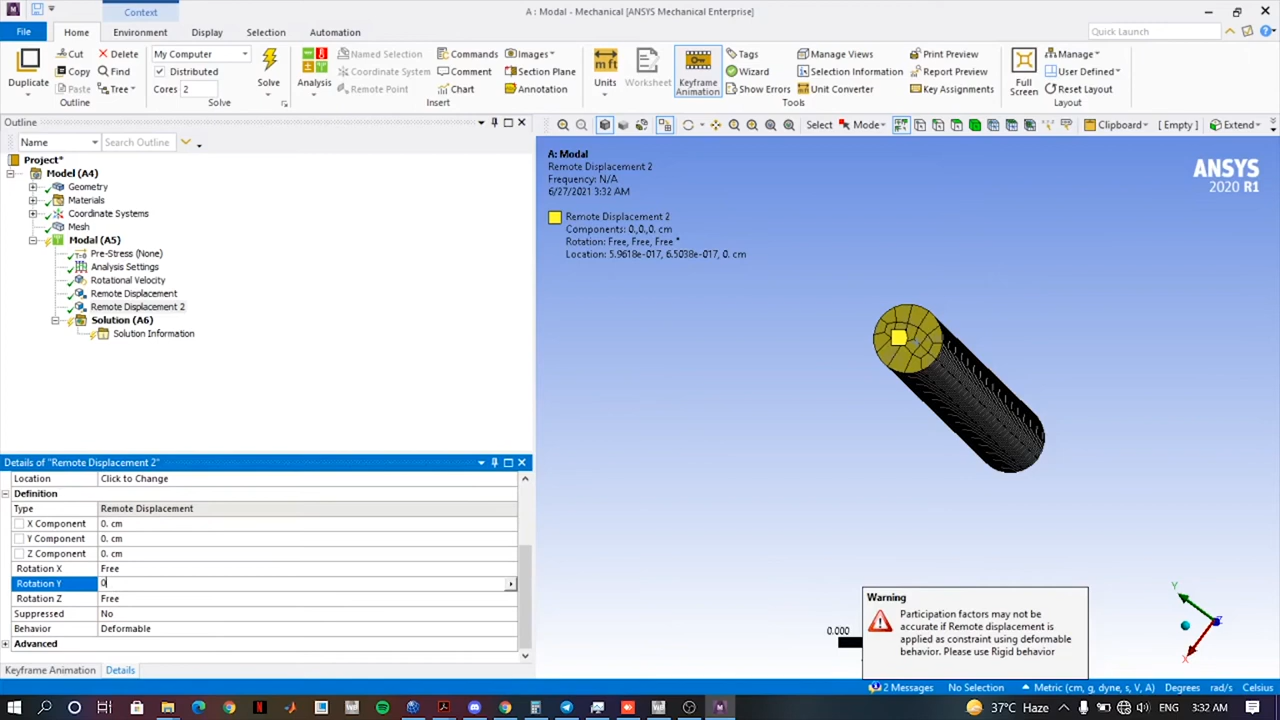 Context
A : Modal - Mechanical [ANSYS Mechanical Enterprise]
File Home Environment Display Selection Automation
Quick Launch
Duplicate
Cut
Copy
Paste
Delete
Find
Tree
Outline
My Computer
Distributed
Cores 2
Solve
Solve
Analysis
Named Selection
Coordinate System
Remote Point
Commands
Comment
Chart
Images
Section Plane
Annotation
Insert
Units
Worksheet
Keyframe
Animation
Tags
Wizard
Show Errors
Manage Views
Selection Information
Unit Converter
Print Preview
Report Preview
Key Assignments
Tools
Full
Screen
Manage
User Defined
Reset Layout
Layout
Outline
Name Search Outline
Select Mode Clipboard [ Empty ] Extend
Project*
Model (A4)
Geometry
Materials
Coordinate Systems
Mesh
Modal (A5)
Pre-Stress (None)
Analysis Settings
Rotational Velocity
Remote Displacement
Remote Displacement 2
Solution (A6)
Solution Information
A: Modal
Remote Displacement 2
Frequency: N/A
6/27/2021 3:32 AM
Remote Displacement 2
Components: 0.,0.,0. cm
Rotation: Free, Free, Free °
Location: 5.9618e-017, 6.5038e-017, 0. cm
ANSYS
2020 R1
Details of "Remote Displacement 2"
Location Click to Change
Definition
Type Remote Displacement
X Component 0. cm
Y Component 0. cm
Z Component 0. cm
Rotation X Free
Rotation Y 0
Rotation Z Free
Suppressed No
Behavior Deformable
Advanced
Keyframe Animation Details
0.000
Warning
Participation factors may not be
accurate if Remote displacement is
applied as constraint using deformable
behavior. Please use Rigid behavior
Y
Z
X
2 Messages No Selection Metric (cm, g, dyne, s, V, A) Degrees rad/s Celsius
37°C Haze ENG 3:32 AM